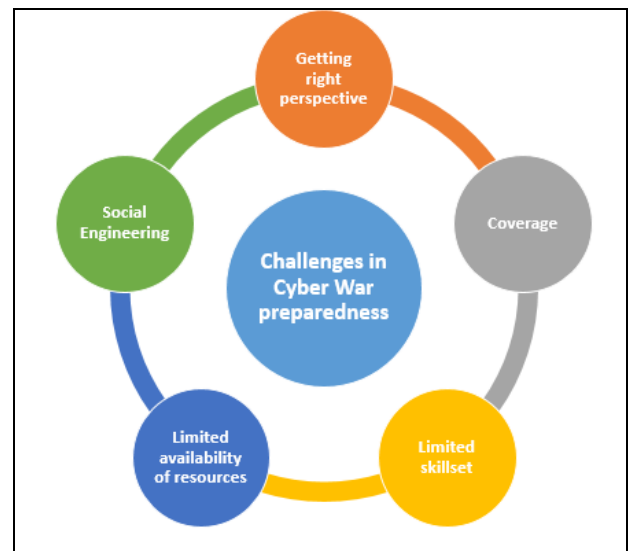 Getting
right
perspective
Coverage
Limited
skillset
Limited
availability
of resources
Social
Engineering
Challenges in
Cyber War
preparedness